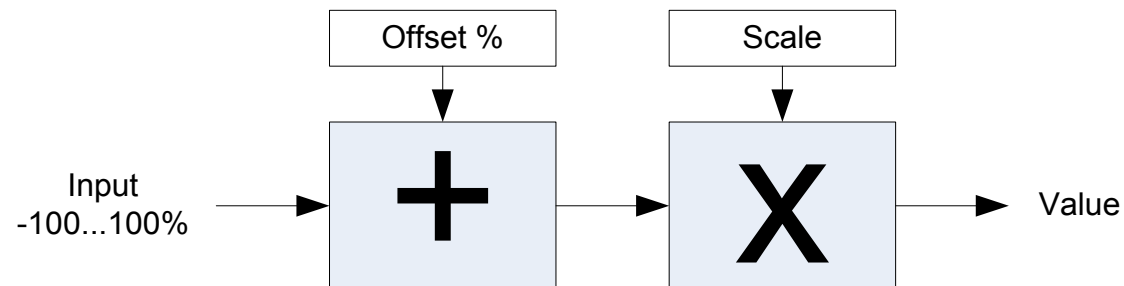 Offset %
Scale
Input
-100...100%
+
X
Value